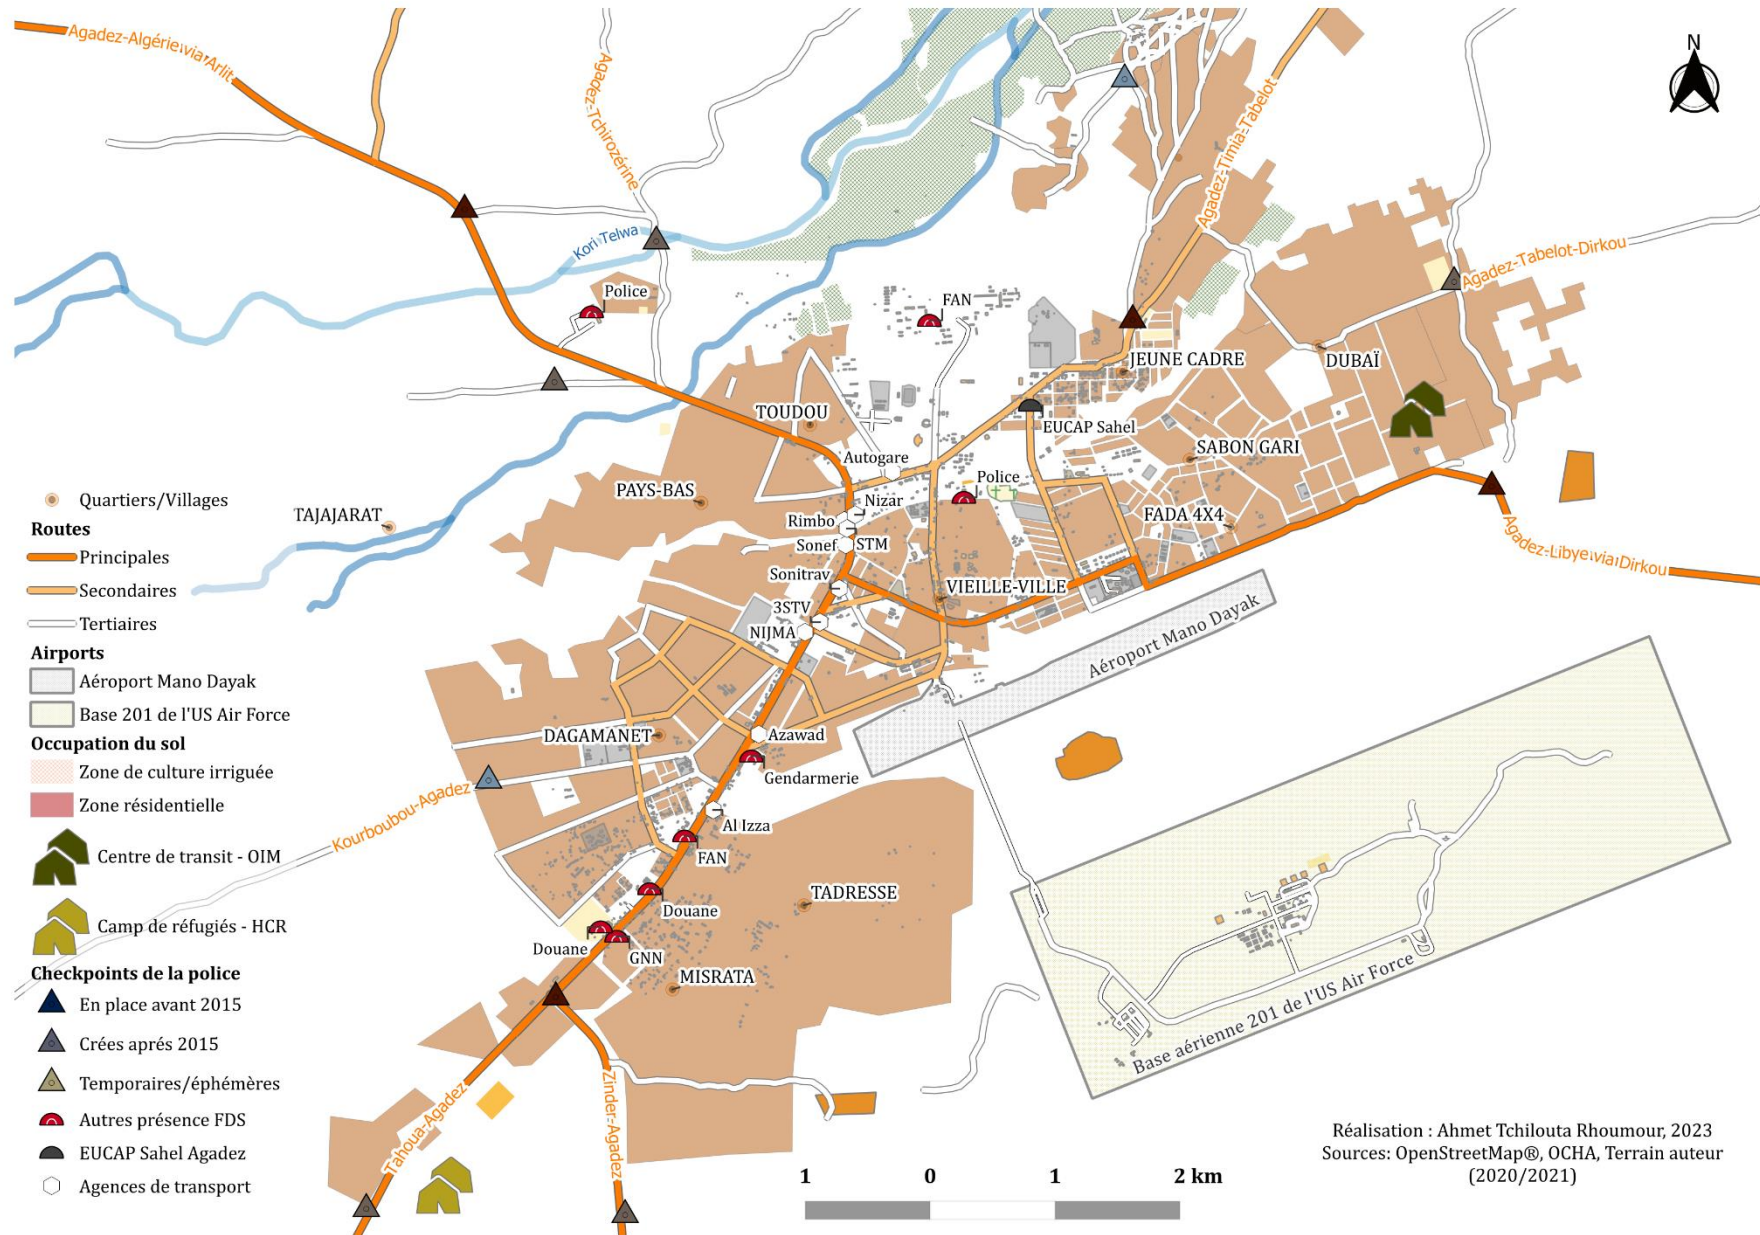 N
Agadez-Algérie via Arlit
Agadez-Tchirozérine
Agadez-Timia-Tabelot
Agadez-Tabelot-Dirkou
Kori Telwa
Police
FAN
JEUNE CADRE
DUBAÏ
TOUDOU
EUCAP Sahel
SABON GARI
Autogare
Police
PAYS-BAS
Nizar
TAJAJARAT
Rimbo
FADA 4X4
Sonef
STM
Agadez-Libye via Dirkou
Sonitrav
VIEILLE-VILLE
3STV
NIJMA
Aéroport Mano Dayak
DAGAMANET
Azawad
Gendarmerie
Kourboubou-Agadez
Al Izza
FAN
TADRESSE
Douane
Douane
GNN
MISRATA
Base aérienne 201 de l'US Air Force
Tahoua-Agadez
Zinder-Agadez
Quartiers/Villages
Routes
Principales
Secondaires
Tertiaires
Airports
Aéroport Mano Dayak
Base 201 de l'US Air Force
Occupation du sol
Zone de culture irriguée
Zone résidentielle
Centre de transit - OIM
Camp de réfugiés - HCR
Checkpoints de la police
En place avant 2015
Crées aprés 2015
Temporaires/éphémères
Autres présence FDS
EUCAP Sahel Agadez
Agences de transport
1 0 1 2 km
Réalisation : Ahmet Tchilouta Rhoumour, 2023
Sources: OpenStreetMap®, OCHA, Terrain auteur
(2020/2021)